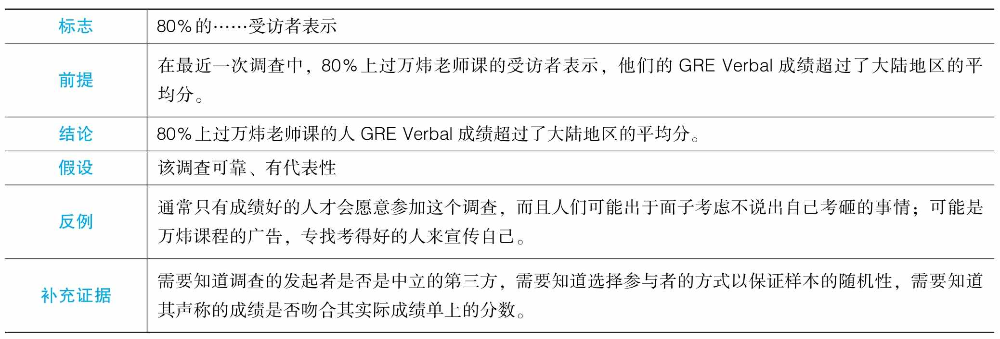 标志
80%的……受访者表示
前提
在最近一次调查中，80%上过万炜老师课的受访者表示，他们的 GRE Verbal 成绩超过了大陆地区的平
均分。
结论
80%上过万炜老师课的人 GRE Verbal 成绩超过了大陆地区的平均分。
假设
该调查可靠、有代表性
反例
通常只有成绩好的人才会愿意参加这个调查，而且人们可能出于面子考虑不说出自己考砸的事情；可能是
万炜课程的广告，专找考得好的人来宣传自己。
补充证据
需要知道调查的发起者是否是中立的第三方，需要知道选择参与者的方式以保证样本的随机性，需要知道
其声称的成绩是否吻合其实际成绩单上的分数。